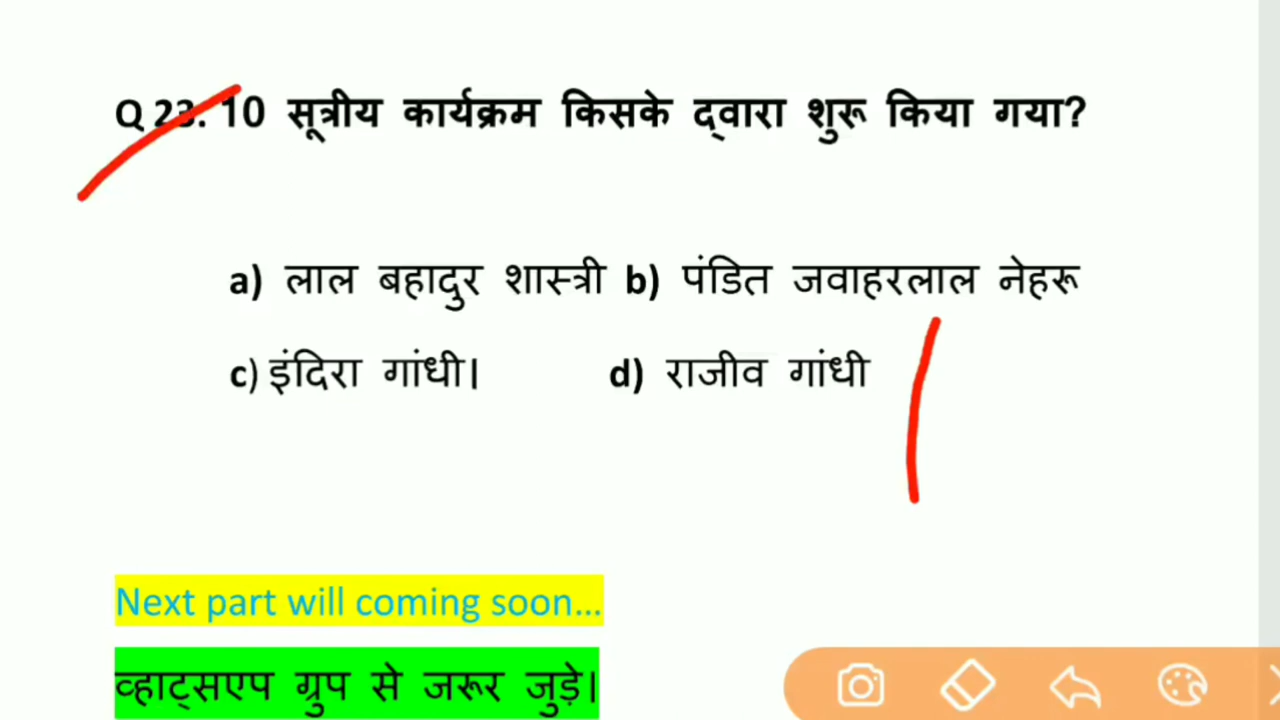 Q 23. 10 सूत्रीय कार्यक्रम किसके द्वारा शुरू किया गया?
a) लाल बहादुर शास्त्री b) पंडित जवाहरलाल नेहरू
c) इंदिरा गांधी। d) राजीव गांधी
Next part will coming soon...
व्हाट्सएप ग्रुप से जरूर जुड़े।